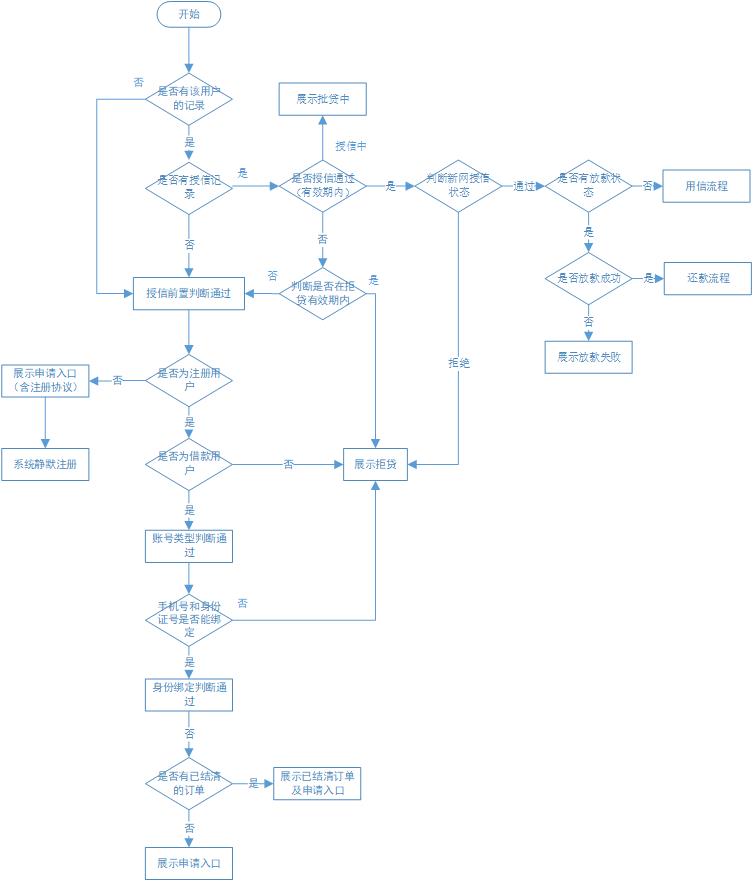 开始
否
是否有该用户
的记录
展示批贷中
是
授信中
是否有授信记
录
是
是否授信通过
（有效期内）
是
判断新网授信
状态
通过
是否有放款状
态
否
用信流程
否
否
是
授信前置判断通过
否
判断是否在拒
贷有效期内
是
是否放款成功
是
还款流程
否
展示放款失败
拒绝
展示申请入口
（含注册协议）
否
是否为注册用
户
是
系统静默注册
是否为借款用
户
否
展示拒贷
是
账号类型判断通
过
手机号和身份
证号是否能绑
定
否
是
身份绑定判断通
过
否
是否有已结清
的订单
是
展示已结清订单
及申请入口
否
展示申请入口